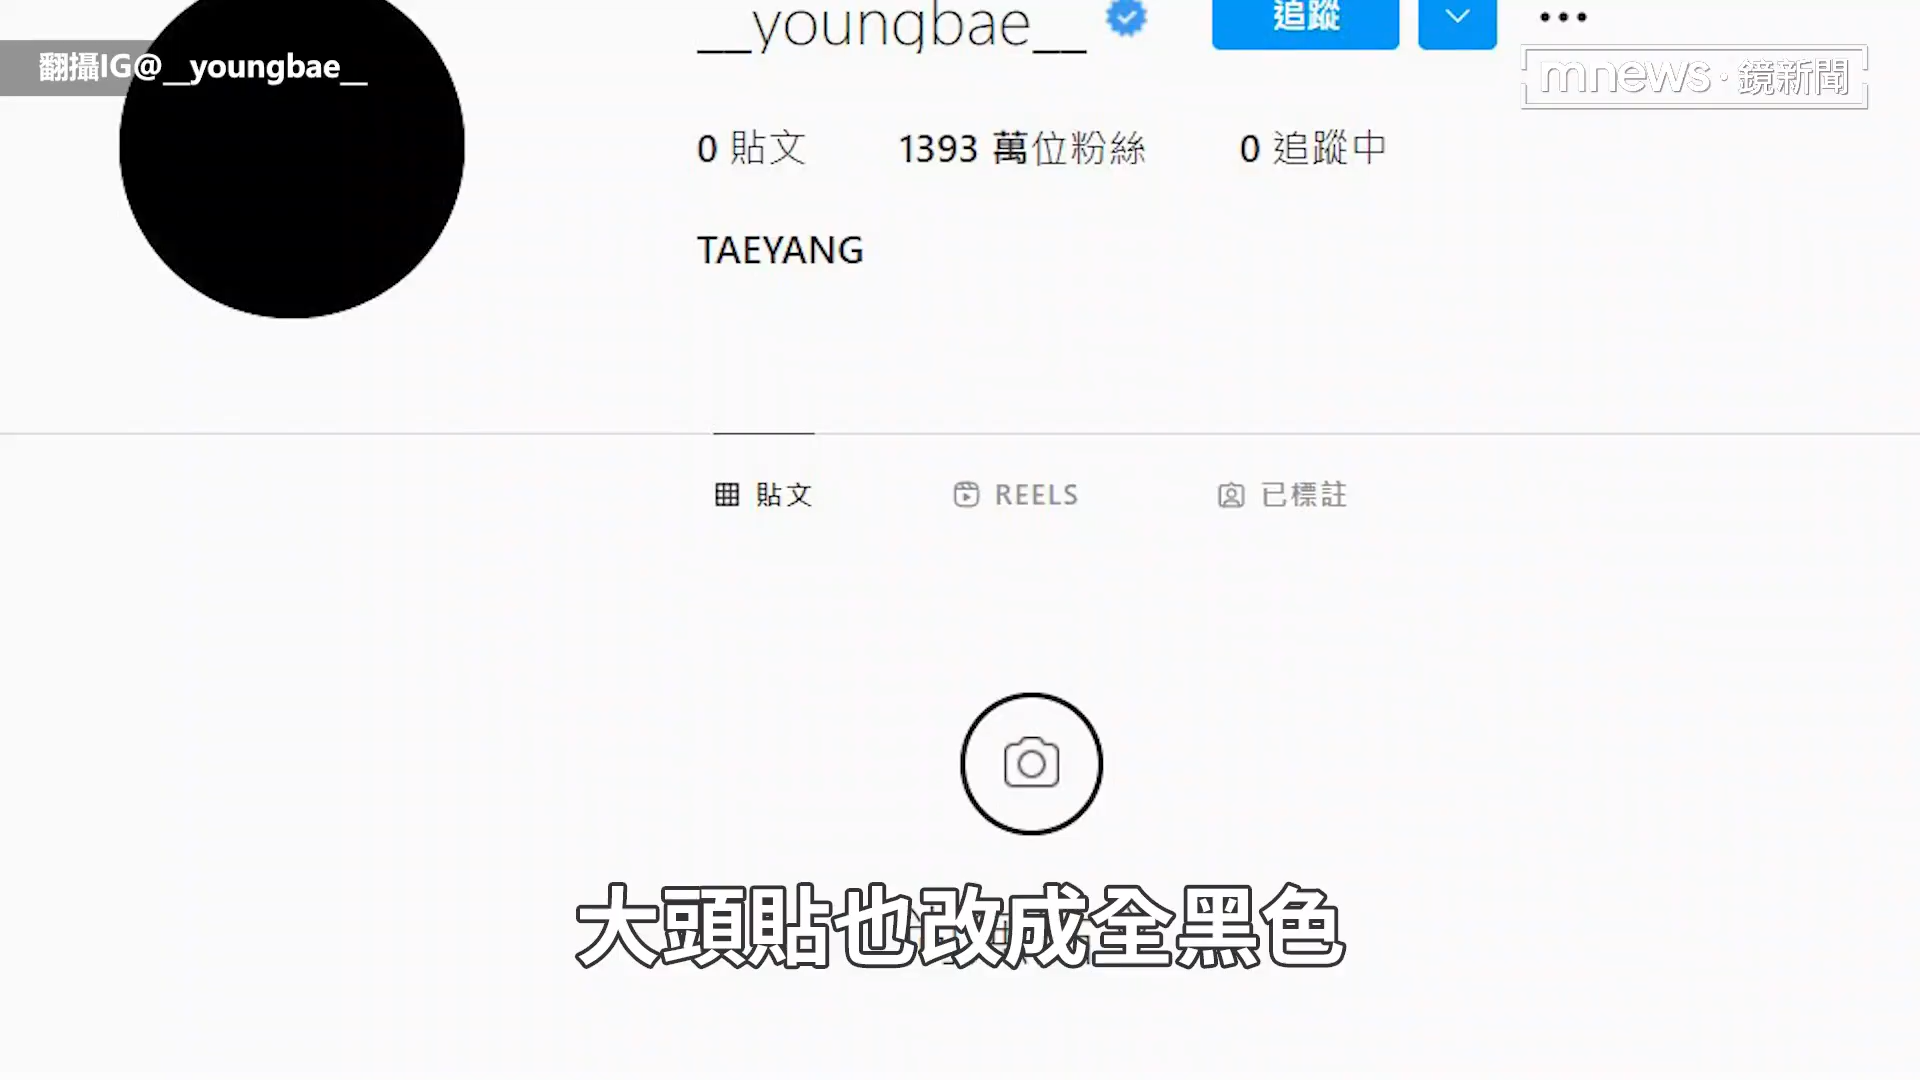 __youngbae__
追蹤
翻攝IG@__youngbae__
mnews·鏡新聞
0 貼文
1393 萬位粉絲
0 追蹤中
TAEYANG
貼文
REELS
已標註
大頭貼也改成全黑色